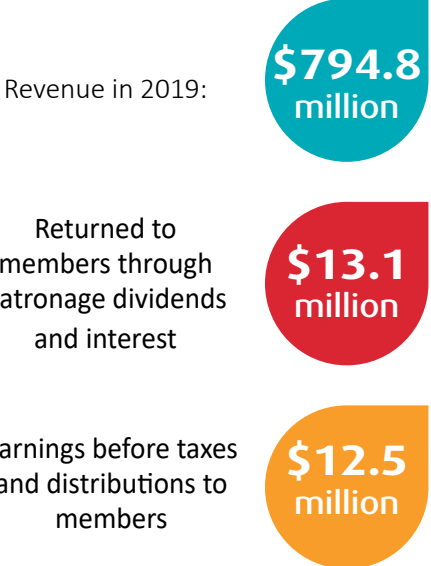 Revenue in 2019:
$794.8
million
Returned to
members through
atronage dividends
and interest
$13.1
million
arnings before taxes
and distributions to
members
$12.5
million